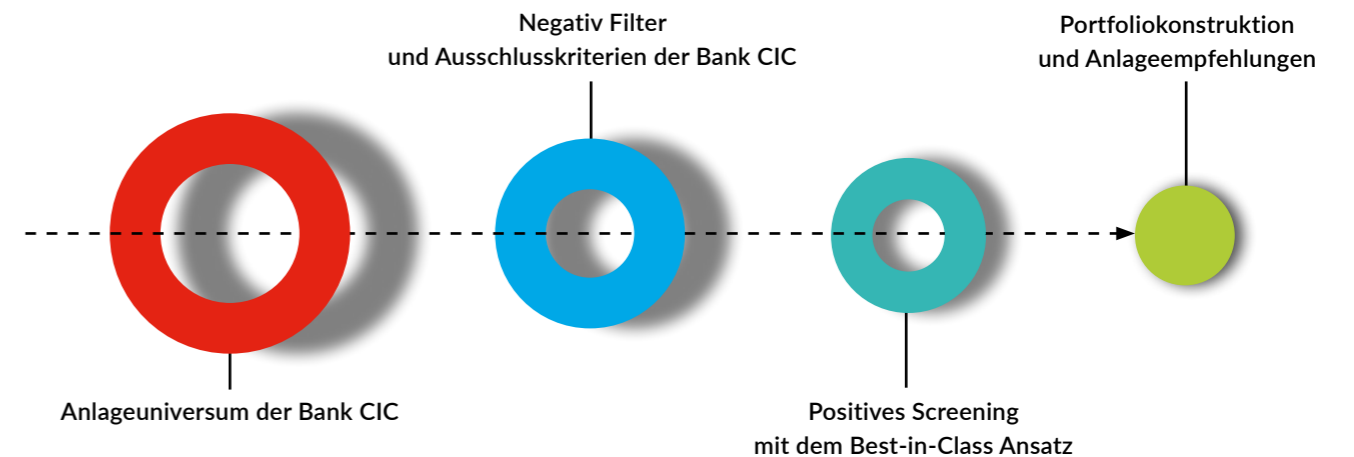 Negativ Filter
und Ausschlusskriterien der Bank CIC
Portfoliokonstruktion
und Anlageempfehlungen
Anlageuniversum der Bank CIC
Positives Screening
mit dem Best-in-Class Ansatz